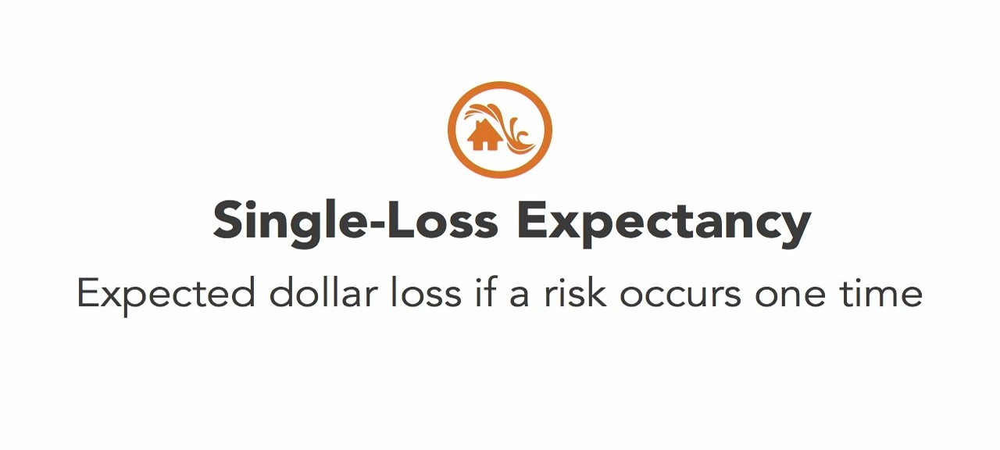 Single-Loss Expectancy
Expected dollar loss if a risk occurs one time